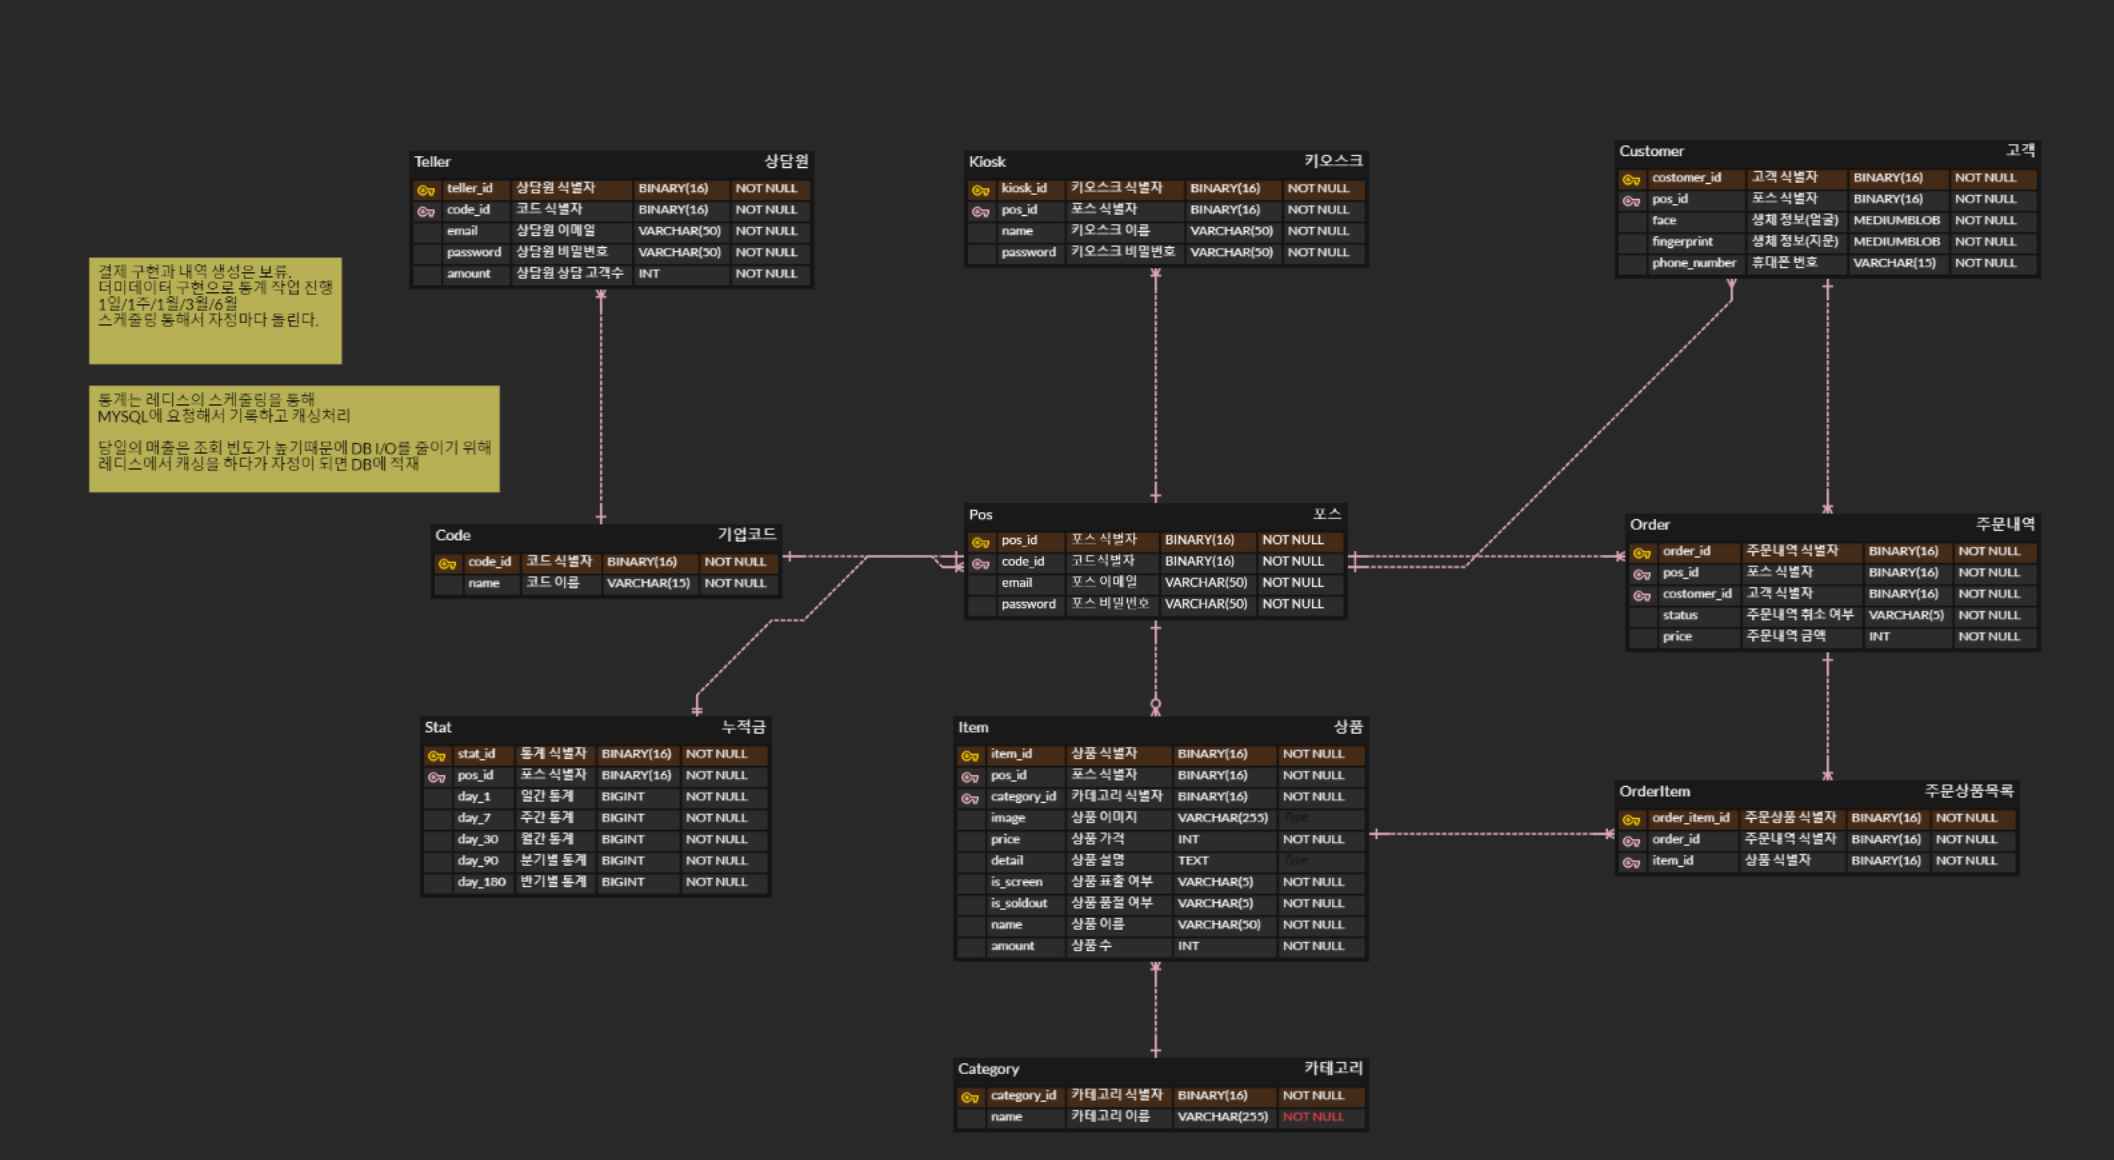 Teller 상담원
teller_id 상담원 식별자 BINARY(16) NOT NULL
code_id 코드 식별자 BINARY(16) NOT NULL
email 상담원 이메일 VARCHAR(50) NOT NULL
password 상담원 비밀번호 VARCHAR(50) NOT NULL
amount 상담원 상담 고객수 INT NOT NULL
Kiosk 키오스크
kiosk_id 키오스크 식별자 BINARY(16) NOT NULL
pos_id 포스 식별자 BINARY(16) NOT NULL
name 키오스크 이름 VARCHAR(50) NOT NULL
password 키오스크 비밀번호 VARCHAR(50) NOT NULL
Customer 고객
costomer_id 고객 식별자 BINARY(16) NOT NULL
pos_id 포스 식별자 BINARY(16) NOT NULL
face 생체 정보(얼굴) MEDIUMBLOB NOT NULL
fingerprint 생체 정보(지문) MEDIUMBLOB NOT NULL
phone_number 휴대폰 번호 VARCHAR(15) NOT NULL
결제 구현과 내역 생성은 보류.
더미데이터 구현으로 통계 작업 진행
1일/1주/1월/3월/6월
스케줄링 통해서 자정마다 돌린다.
통계는 레디스의 스케줄링을 통해
MYSQL에 요청해서 기록하고 캐싱처리
당일의 매출은 조회 빈도가 높기때문에 DB I/O를 줄이기 위해
레디스에서 캐싱을 하다가 자정이 되면 DB에 적재
Code 기업코드
code_id 코드 식별자 BINARY(16) NOT NULL
name 코드 이름 VARCHAR(15) NOT NULL
Pos 포스
pos_id 포스 식별자 BINARY(16) NOT NULL
code_id 코드식별자 BINARY(16) NOT NULL
email 포스 이메일 VARCHAR(50) NOT NULL
password 포스 비밀번호 VARCHAR(50) NOT NULL
Order 주문내역
order_id 주문내역 식별자 BINARY(16) NOT NULL
pos_id 포스 식별자 BINARY(16) NOT NULL
costomer_id 고객 식별자 BINARY(16) NOT NULL
status 주문내역 취소 여부 VARCHAR(5) NOT NULL
price 주문내역 금액 INT NOT NULL
Stat 누적금
stat_id 통계 식별자 BINARY(16) NOT NULL
pos_id 포스 식별자 BINARY(16) NOT NULL
day_1 일간 통계 BIGINT NOT NULL
day_7 주간 통계 BIGINT NOT NULL
day_30 월간 통계 BIGINT NOT NULL
day_90 분기별 통계 BIGINT NOT NULL
day_180 반기별 통계 BIGINT NOT NULL
Item 상품
item_id 상품 식별자 BINARY(16) NOT NULL
pos_id 포스 식별자 BINARY(16) NOT NULL
category_id 카데고리 식별자 BINARY(16) NOT NULL
image 상품 이미지 VARCHAR(255) Type
price 상품 가격 INT NOT NULL
detail 상품 설명 TEXT Type
is_screen 상품 표출 여부 VARCHAR(5) NOT NULL
is_soldout 상품 품절 여부 VARCHAR(5) NOT NULL
name 상품 이름 VARCHAR(50) NOT NULL
amount 상품 수 INT NOT NULL
OrderItem 주문상품목록
order_item_id 주문상품 식별자 BINARY(16) NOT NULL
order_id 주문내역 식별자 BINARY(16) NOT NULL
item_id 상품 식별자 BINARY(16) NOT NULL
Category 카테고리
category_id 카테고리 식별자 BINARY(16) NOT NULL
name 카테고리 이름 VARCHAR(255) NOT NULL